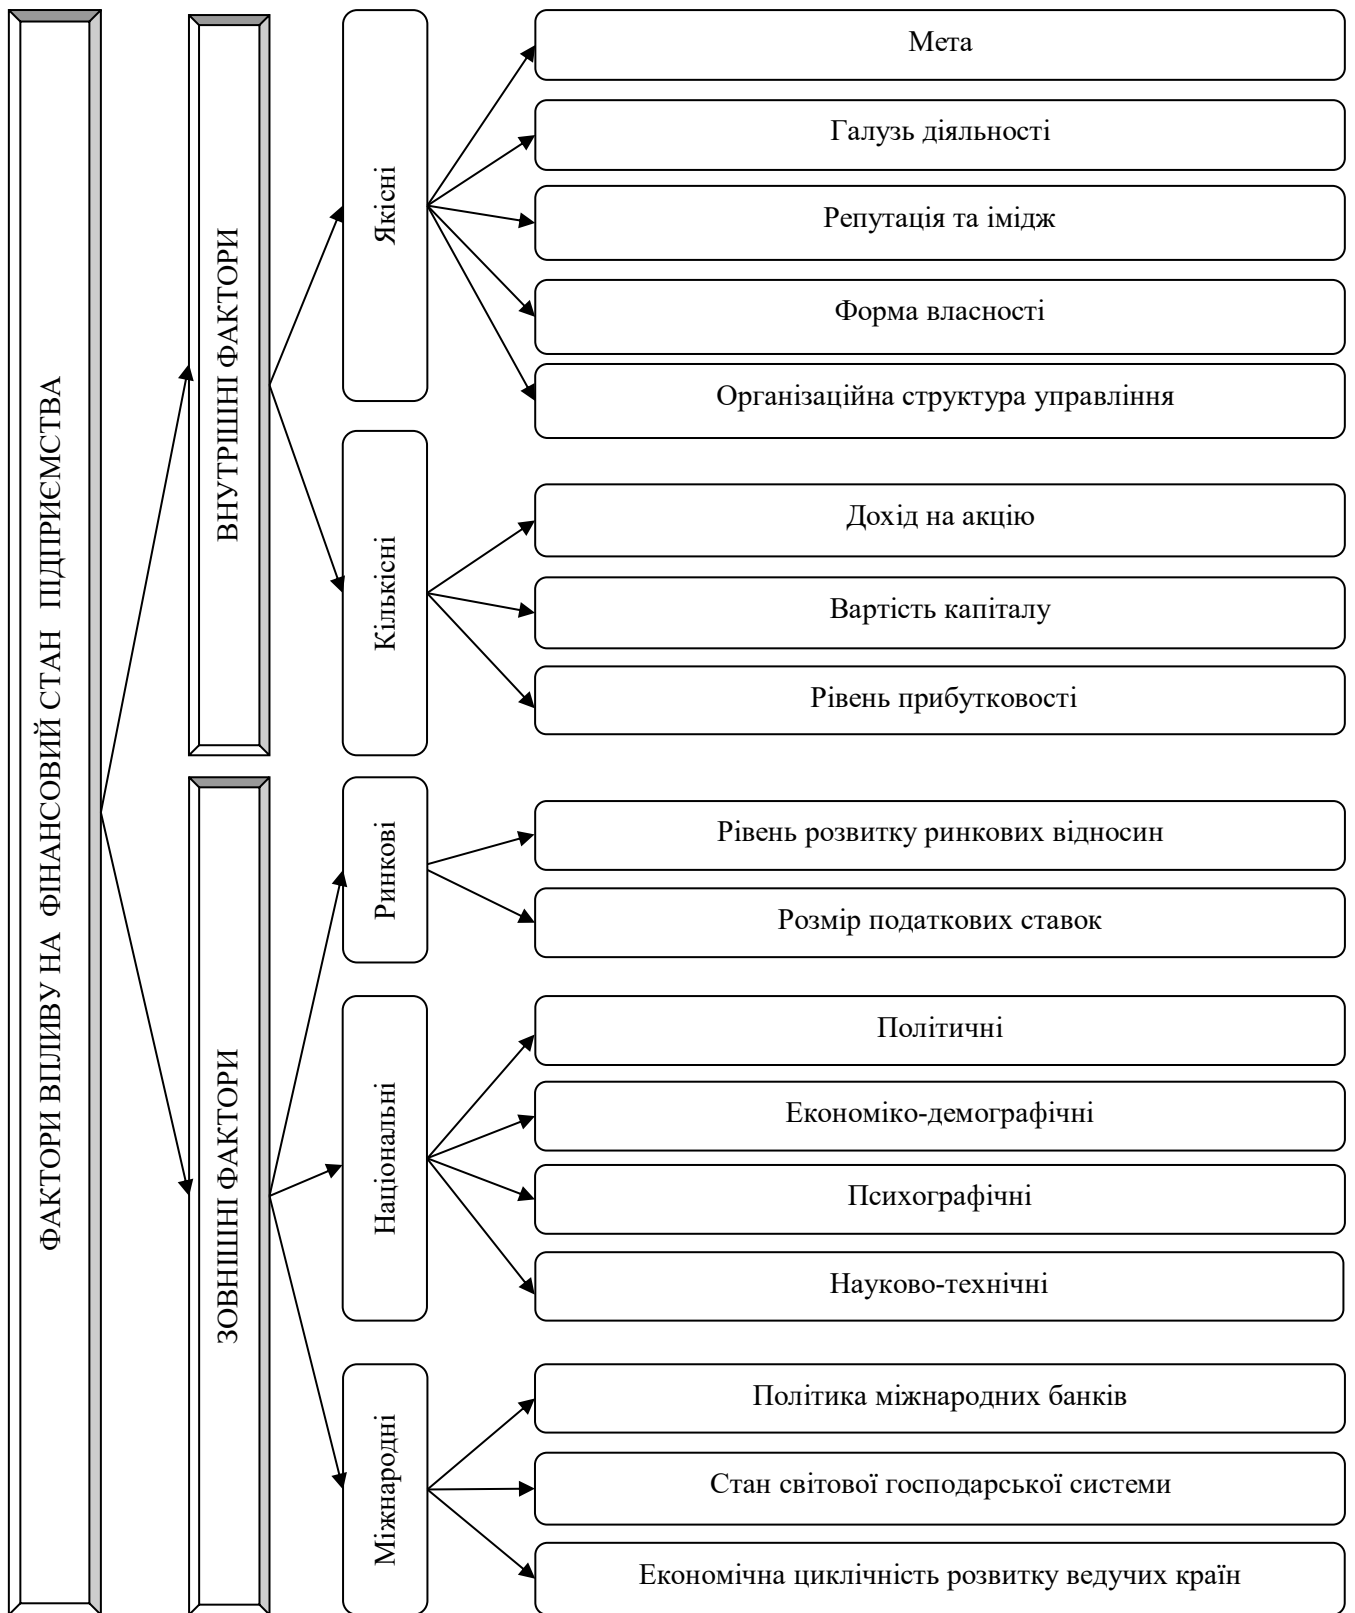 ФАКТОРИ ВПЛИВУ НА ФІНАНСОВИЙ СТАН ПІДПРИЄМСТВА
ВНУТРІШНІ ФАКТОРИ
Якісні
Мета
Галузь діяльності
Репутація та імідж
Форма власності
Організаційна структура управління
Кількісні
Дохід на акцію
Вартість капіталу
Рівень прибутковості
ЗОВНІШНІ ФАКТОРИ
Ринкові
Рівень розвитку ринкових відносин
Розмір податкових ставок
Національні
Політичні
Економіко-демографічні
Психографічні
Науково-технічні
Міжнародні
Політика міжнародних банків
Стан світової господарської системи
Економічна циклічність розвитку ведучих країн